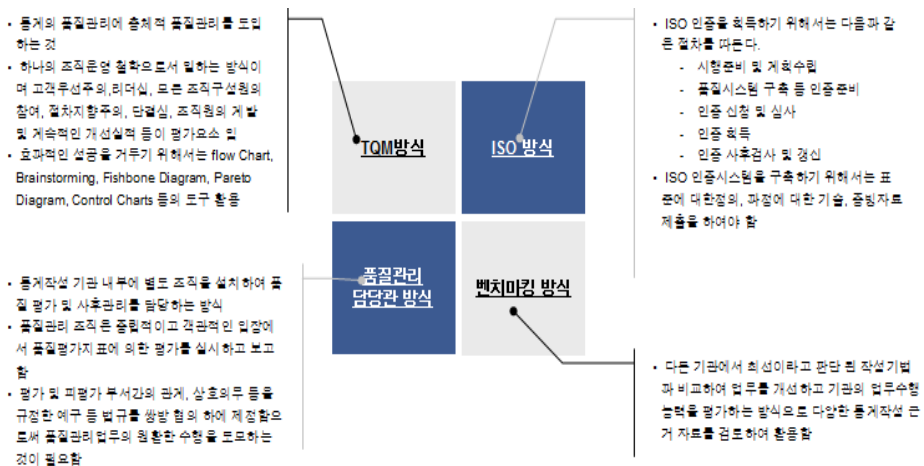 • 통계의 품질관리에 총체적 품질관리를 도입
하는 것
• 하나의 조직운영 철학으로서 일하는 방식이
며 고객우선주의,리더십, 모든 조직구성원의
참여, 절차지향주의, 단결심, 조직원의 계발
및 계속적인 개선실적 등이 평가요소 임
• 효과적인 성공을 거두기 위해서는 flow Chart,
Brainstorming, Fishbone Diagram, Pareto
Diagram, Control Charts 등의 도구 활용
TQM방식
ISO 방식
• ISO 인증을 획득하기 위해서는 다음과 같
은 절차를 따른다.
- 시행준비 및 계획수립
- 품질시스템 구축 등 인증준비
- 인증 신청 및 심사
- 인증 획득
- 인증 사후검사 및 갱신
• ISO 인증시스템을 구축하기 위해서는 표
준에 대한정의, 과정에 대한 기술, 증빙자료
제출을 하여야 함
• 통계작성 기관 내부에 별도 조직을 설치하여 품
질 평가 및 사후관리를 담당하는 방식
• 품질관리 조직은 중립적이고 객관적인 입장에
서 품질평가지표에 의한 평가를 실시하고 보고
함
• 평가 및 피평가 부서간의 관계, 상호의무 등을
규정한 예구 등 법규를 쌍방 협의 하에 제정함으
로써 품질관리업무의 원활한 수행을 도모하는
것이 필요함
품질관리
담당관 방식
벤치마킹 방식
• 다른 기관에서 최선이라고 판단 된 작성기법
과 비교하여 업무를 개선하고 기관의 업무수행
능력을 평가하는 방식으로 다양한 통계작성 근
거 자료를 검토하여 활용함